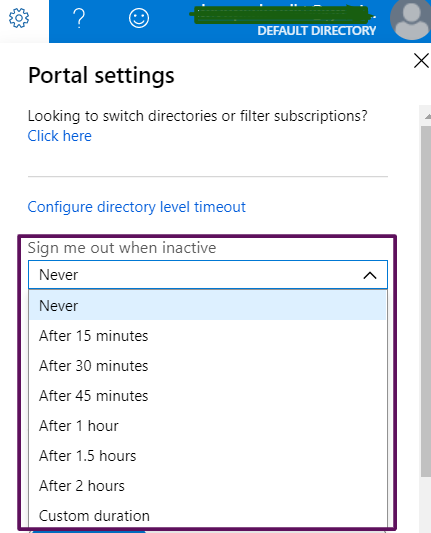 ?
DEFAULT DIRECTORY
Portal settings
Looking to switch directories or filter subscriptions?
Click here
Configure directory level timeout
Sign me out when inactive
Never
Never
After 15 minutes
After 30 minutes
After 45 minutes
After 1 hour
After 1.5 hours
After 2 hours
Custom duration